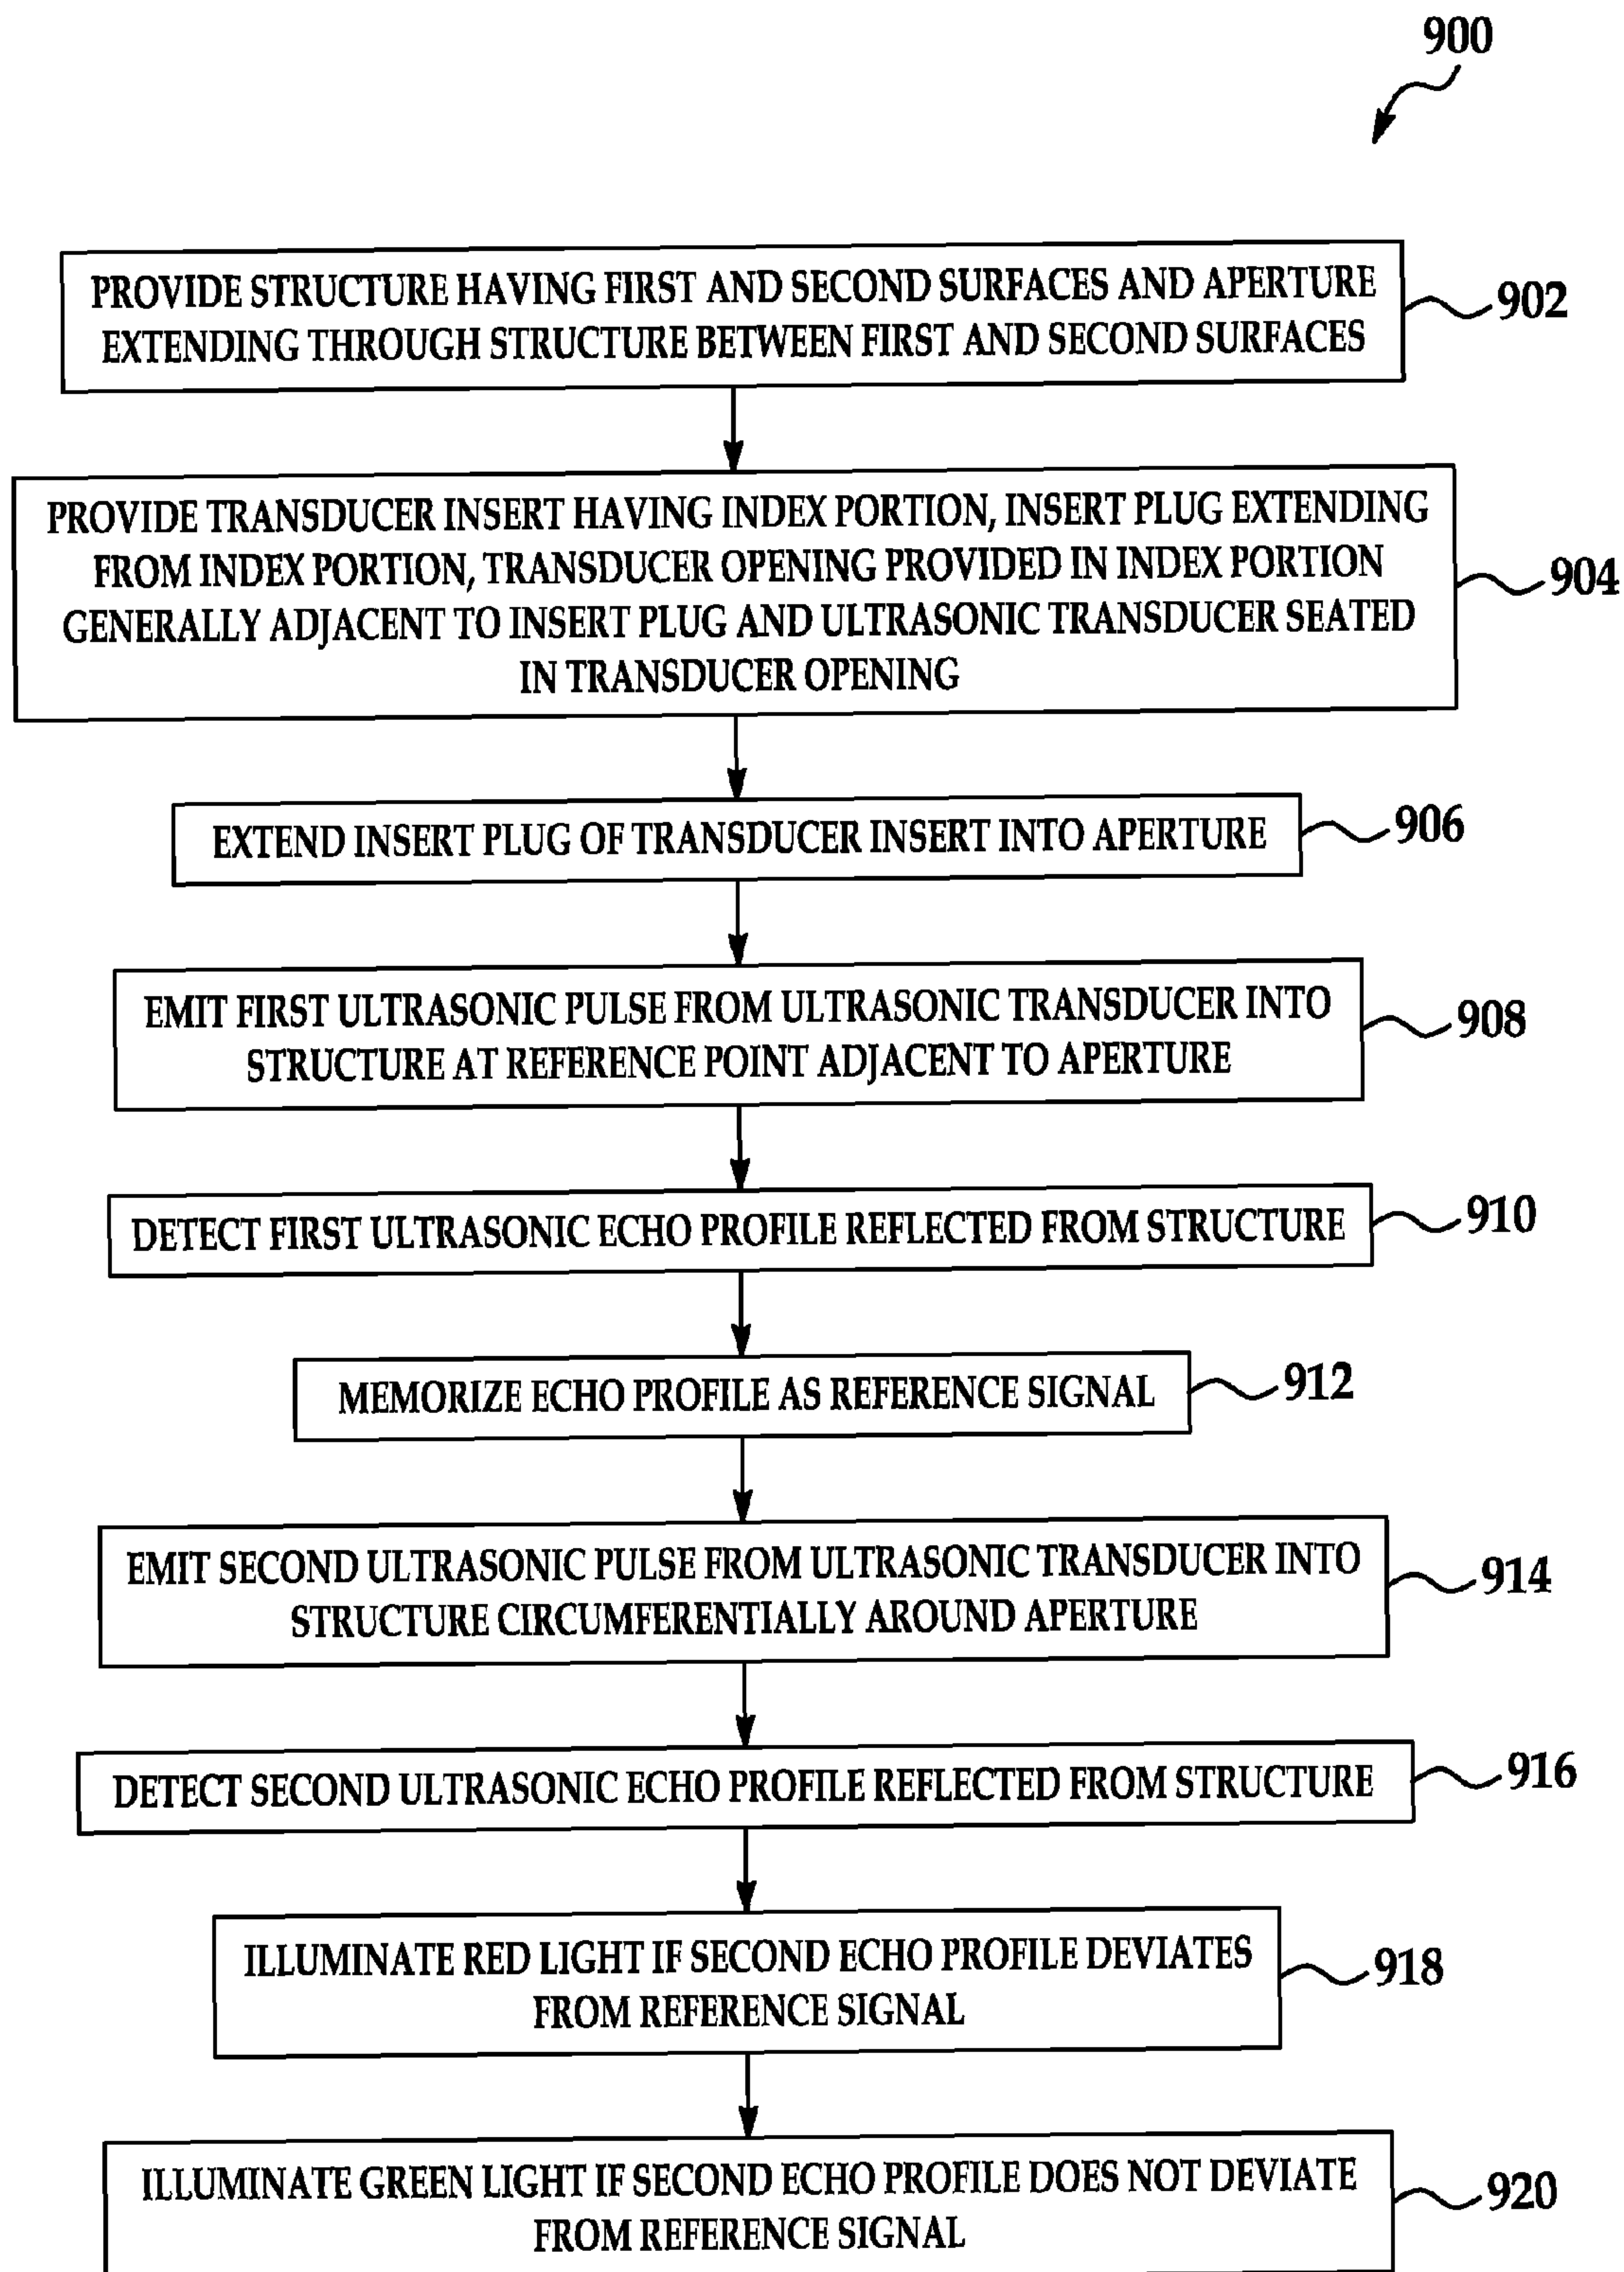 900
PROVIDE STRUCTURE HAVING FIRST AND SECOND SURFACES AND APERTURE
EXTENDING THROUGH STRUCTURE BETWEEN FIRST AND SECOND SURFACES
902
PROVIDE TRANSDUCER INSERT HAVING INDEX PORTION, INSERT PLUG EXTENDING
FROM INDEX PORTION, TRANSDUCER OPENING PROVIDED IN INDEX PORTION
GENERALLY ADJACENT TO INSERT PLUG AND ULTRASONIC TRANSDUCER SEATED
IN TRANSDUCER OPENING
904
EXTEND INSERT PLUG OF TRANSDUCER INSERT INTO APERTURE
906
EMIT FIRST ULTRASONIC PULSE FROM ULTRASONIC TRANSDUCER INTO
STRUCTURE AT REFERENCE POINT ADJACENT TO APERTURE
908
DETECT FIRST ULTRASONIC ECHO PROFILE REFLECTED FROM STRUCTURE
910
MEMORIZE ECHO PROFILE AS REFERENCE SIGNAL
912
EMIT SECOND ULTRASONIC PULSE FROM ULTRASONIC TRANSDUCER INTO
STRUCTURE CIRCUMFERENTIALLY AROUND APERTURE
914
DETECT SECOND ULTRASONIC ECHO PROFILE REFLECTED FROM STRUCTURE
916
ILLUMINATE RED LIGHT IF SECOND ECHO PROFILE DEVIATES
FROM REFERENCE SIGNAL
918
ILLUMINATE GREEN LIGHT IF SECOND ECHO PROFILE DOES NOT DEVIATE
FROM REFERENCE SIGNAL
920